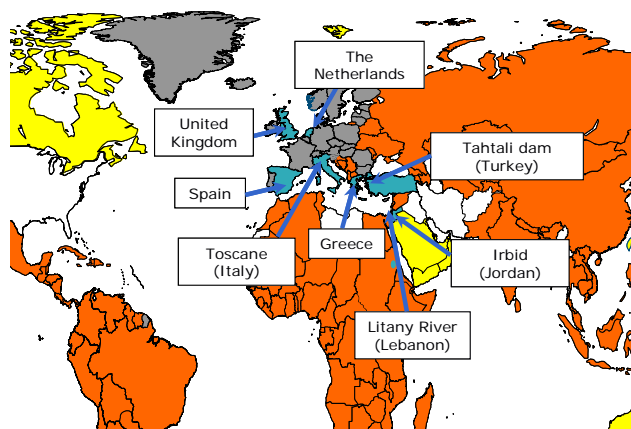 The
Netherlands
United
Kingdom
Tahtali dam
(Turkey)
Spain
Toscane
(Italy)
Greece
Irbid
(Jordan)
Litany River
(Lebanon)